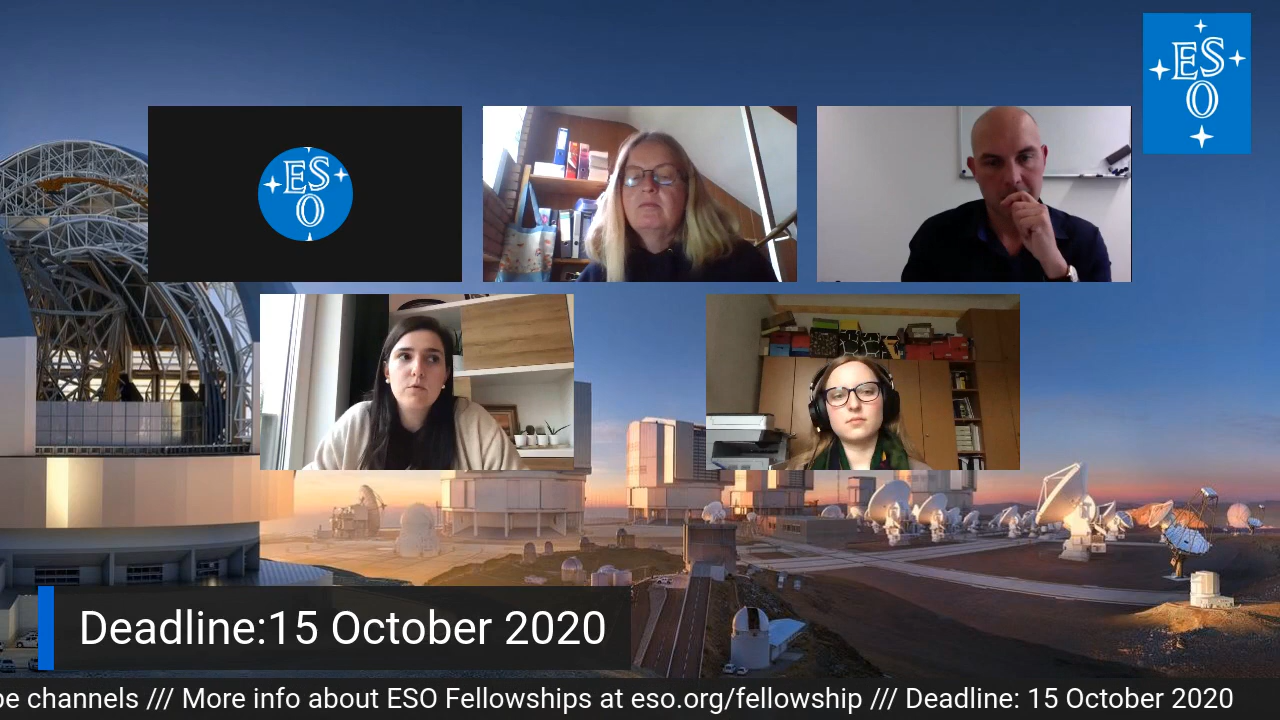 ESO
ESO
Deadline:15 October 2020
channels /// More info about ESO Fellowships at eso.org/fellowship /// Deadline: 15 October 2020